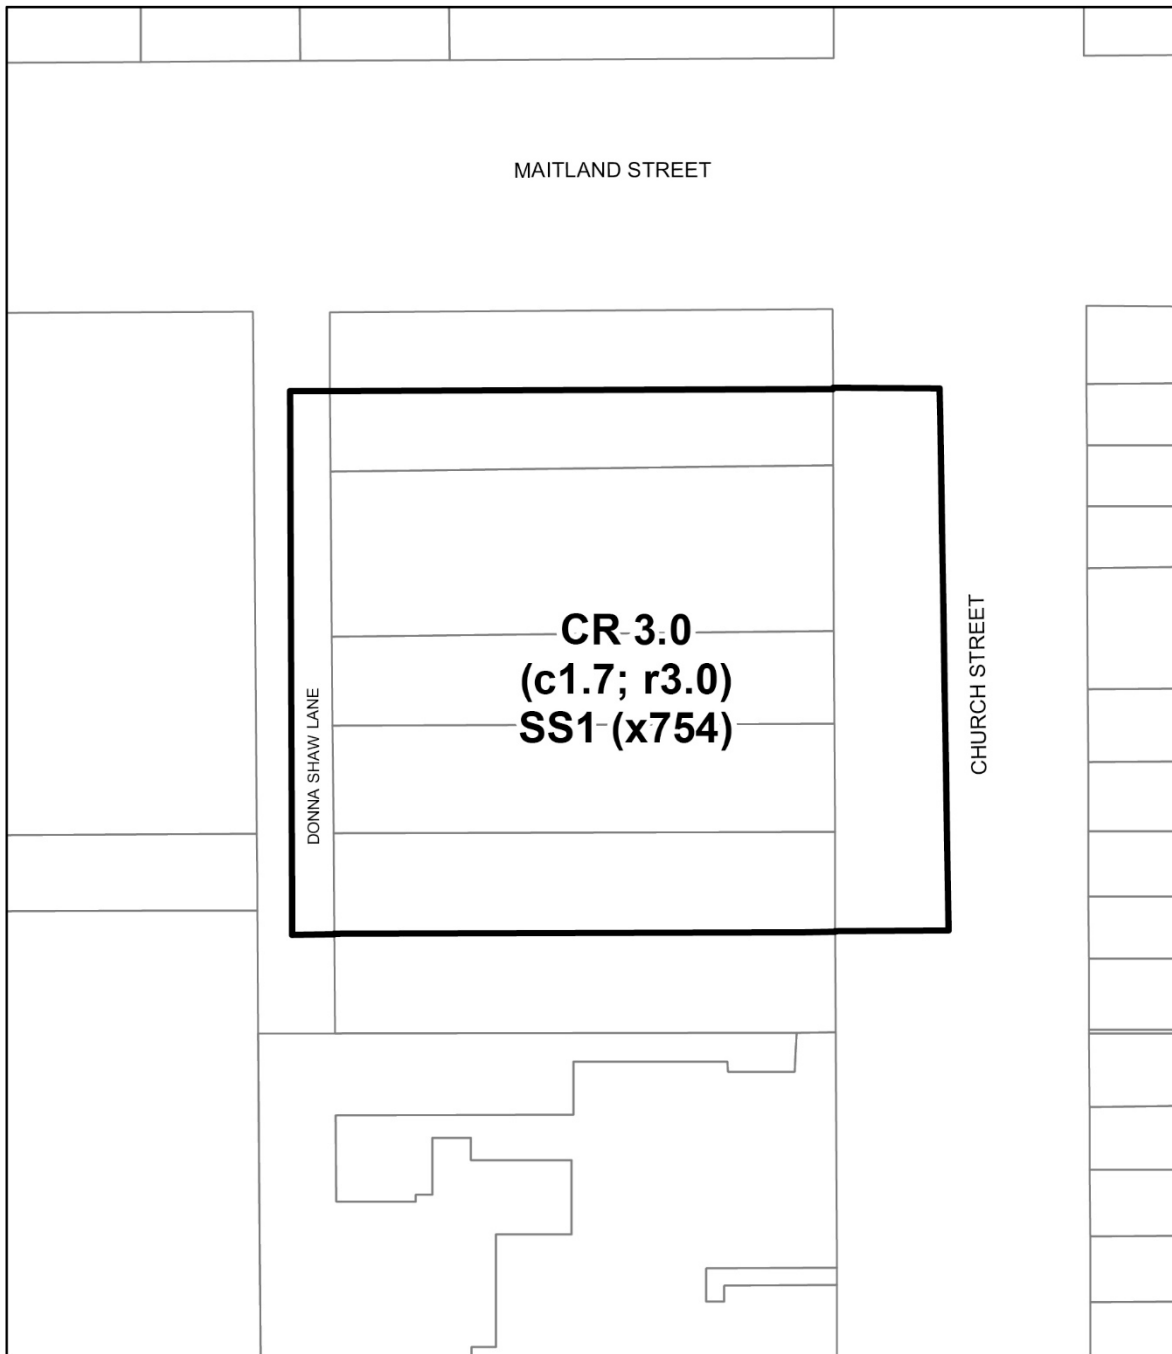 MAITLAND STREET
CR 3.0
(c1.7; r3.0)
SS1 (x754)
DONNA SHAW LANE
CHURCH STREET